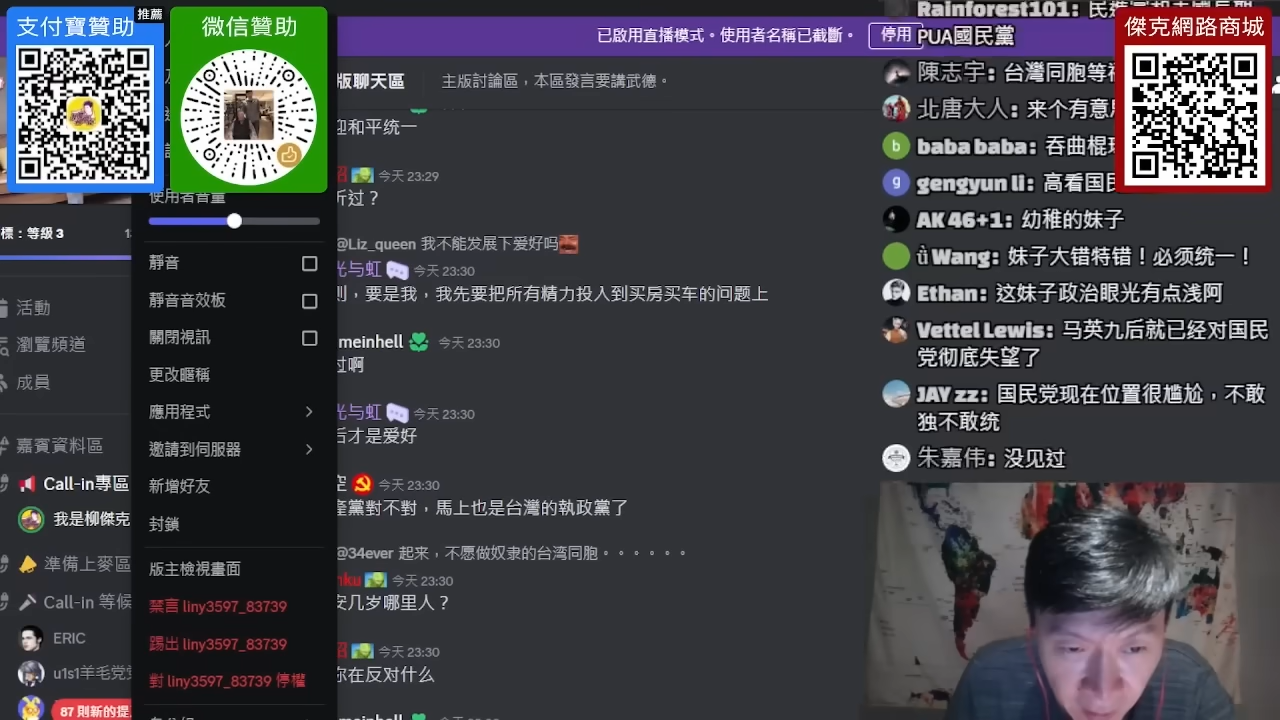 支付寶贊助
推薦
微信贊助
已啟用直播模式。使用者名稱已截斷。
停用
傑克網路商城
版聊天區
主版討論區，本區發言要講武德。
迎和平统一
今天 23:29
听过？
@Liz_queen 我不能发展下爱好吗
光与虹 今天 23:30
要是我，我先要把所有精力投入到买房买车的问题上
meinhell 今天 23:30
过啊
光与虹 今天 23:30
后才是爱好
今天 23:30
產黨對不對，馬上也是台灣的執政黨了
@34ever 起来，不愿做奴隶的台湾同胞。。。。。。
今天 23:30
安几岁哪里人？
今天 23:30
你在反对什么
meinhell
使用者音量
靜音
靜音音效板
關閉視訊
更改暱稱
應用程式
邀請到伺服器
新增好友
封鎖
版主檢視畫面
禁言 liny3597_83739
踢出 liny3597_83739
對 liny3597_83739 停權
標：等級 3
活動
瀏覽頻道
成員
嘉賓資料區
Call-in專區
我是柳傑克
準備上麥區
Call-in 等候
ERIC
u1s1羊毛党
87 則新的提
Rainforest101: 民進黨和末國長期
PUA國民黨
陳志宇: 台灣同胞等
北唐大人: 来个有意
baba baba: 吞曲棍
gengyun li: 高看国民
AK 46+1: 幼稚的妹子
ǜ Wang: 妹子大错特错！必须统一！
Ethan: 这妹子政治眼光有点浅阿
Vettel Lewis: 马英九后就已经对国民
党彻底失望了
JAY zz: 国民党现在位置很尴尬，不敢
独不敢统
朱嘉伟: 没见过